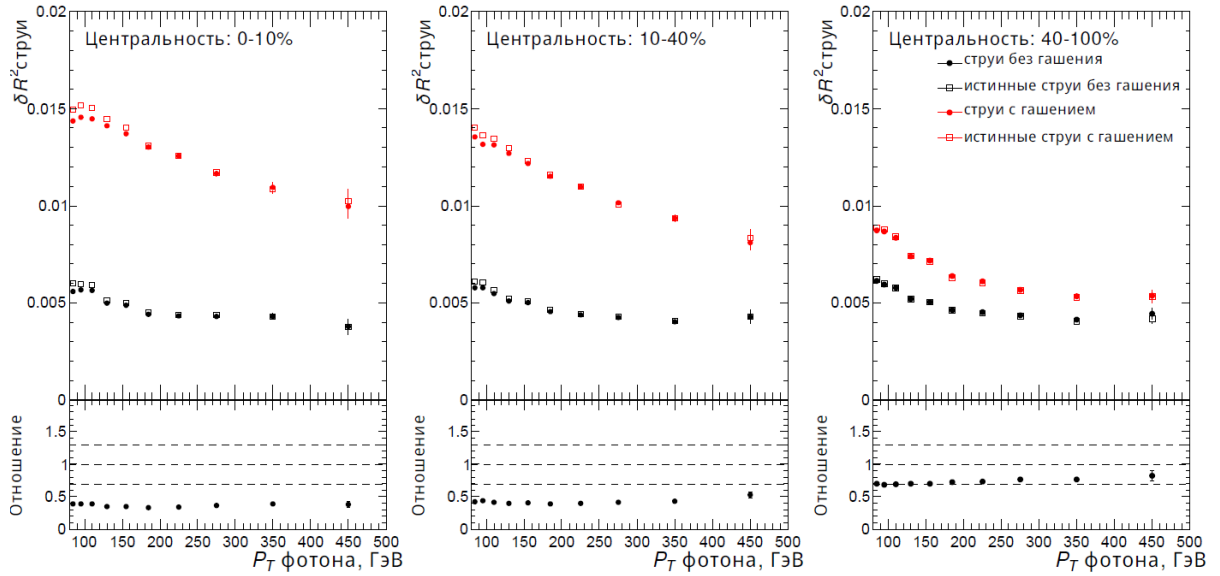 0.02
Центральность: 0-10%
δR²струи
0.015
0.01
0.005
0
Отношение
1.5
1
0.5
0
100 150 200 250 300 350 400 450 500
P_T фотона, ГэВ
0.02
Центральность: 10-40%
δR²струи
0.015
0.01
0.005
0
Отношение
1.5
1
0.5
0
100 150 200 250 300 350 400 450 500
P_T фотона, ГэВ
0.02
Центральность: 40-100%
струи без гашения
истинные струи без гашения
струи с гашением
истинные струи с гашением
δR²струи
0.015
0.01
0.005
0
Отношение
1.5
1
0.5
0
100 150 200 250 300 350 400 450 500
P_T фотона, ГэВ